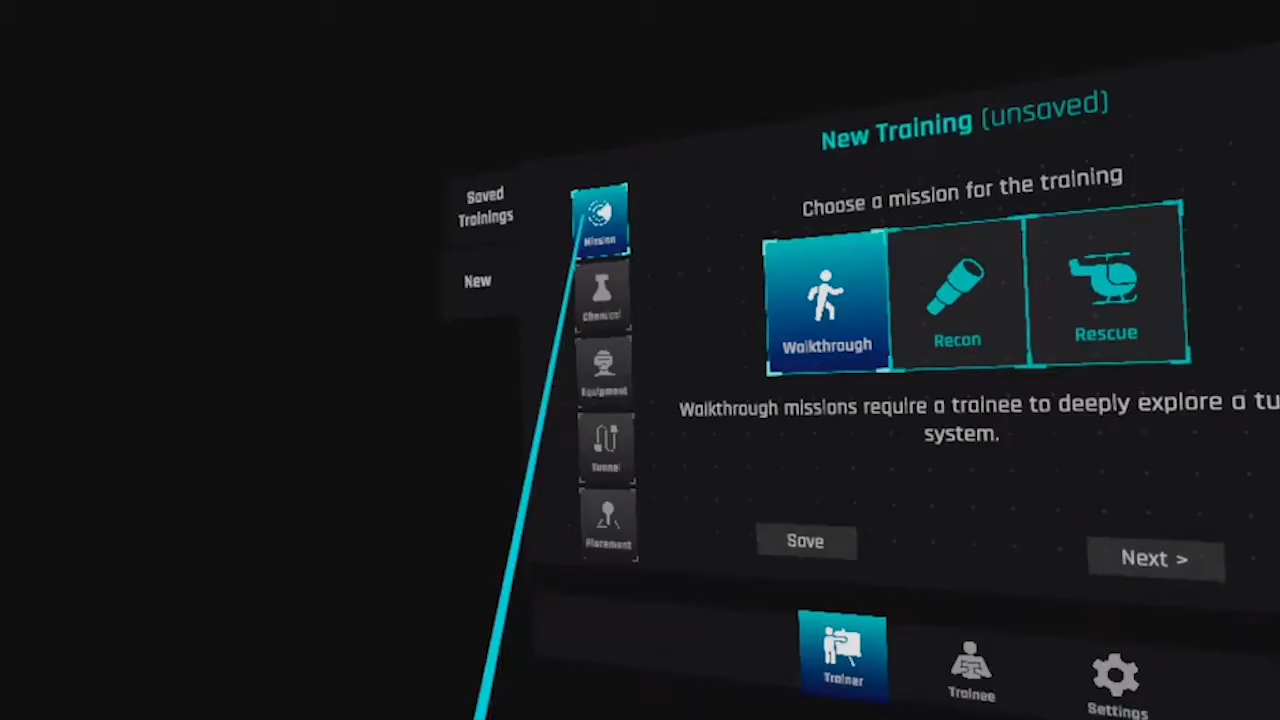 New Training (unsaved)
Saved
Trainings
New
Mission
Chemical
Equipment
Tunnel
Placement
Choose a mission for the training
Walkthrough
Recon
Rescue
Walkthrough missions require a trainee to deeply explore a tu
system.
Save
Next >
Trainer
Trainee
Settings